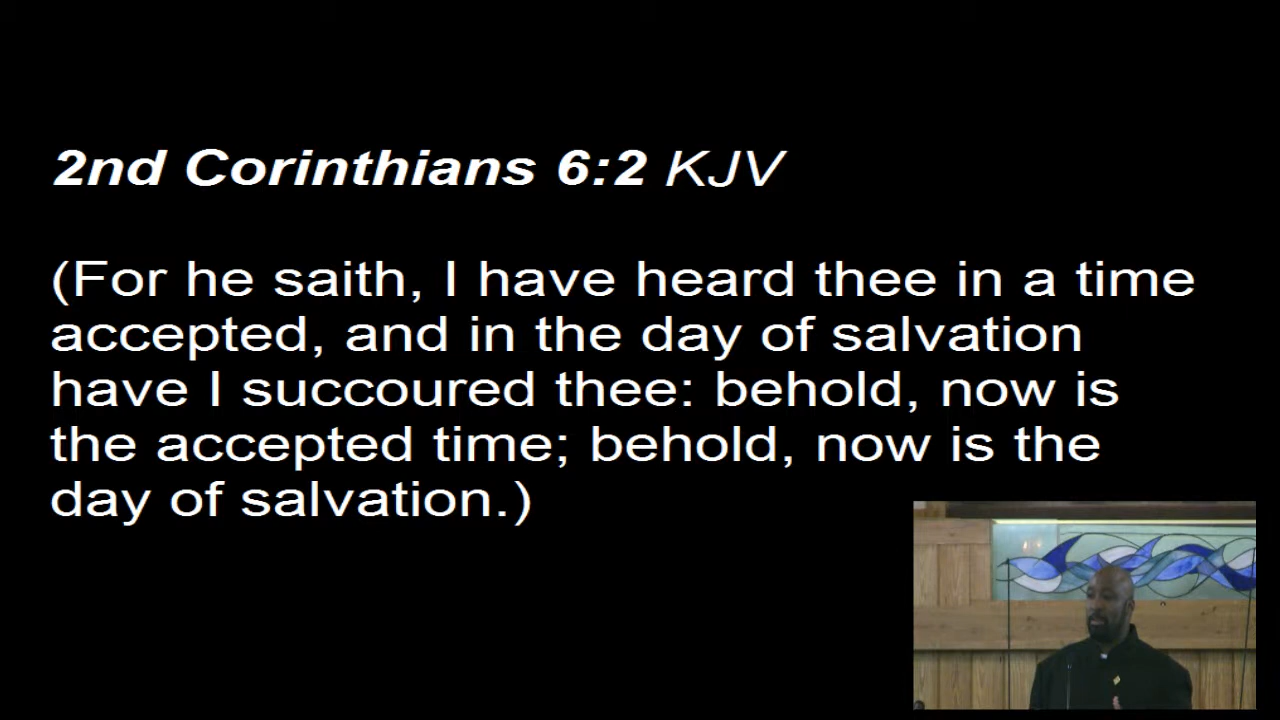 2nd Corinthians 6:2 KJV
(For he saith, I have heard thee in a time
accepted, and in the day of salvation
have I succoured thee: behold, now is
the accepted time; behold, now is the
day of salvation.)